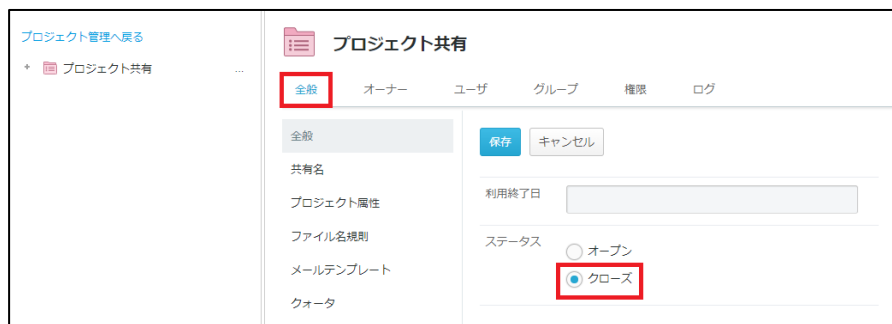 プロジェクト管理へ戻る
+ プロジェクト共有 ...
プロジェクト共有
全般 オーナー ユーザ グループ 権限 ログ
全般
共有名
プロジェクト属性
ファイル名規則
メールテンプレート
クォータ
保存 キャンセル
利用終了日
ステータス
オープン
クローズ